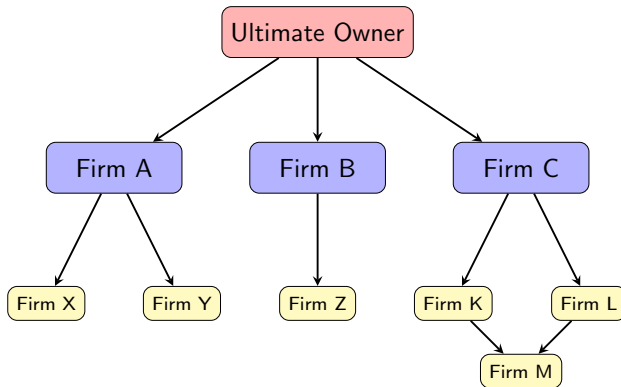 Ultimate Owner
Firm A
Firm B
Firm C
Firm X
Firm Y
Firm Z
Firm K
Firm L
Firm M